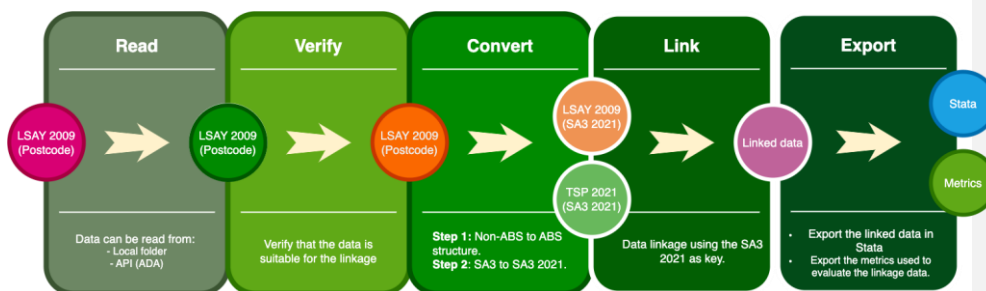 Read
Verify
Convert
Link
Export
LSAY 2009
(Postcode)
LSAY 2009
(Postcode)
LSAY 2009
(Postcode)
LSAY 2009
(SA3 2021)
TSP 2021
(SA3 2021)
Linked data
Stata
Metrics
Data can be read from:
- Local folder
- API (ADA)
Verify that the data is
suitable for the linkage
Step 1: Non-ABS to ABS
structure.
Step 2: SA3 to SA3 2021.
Data linkage using the SA3
2021 as key.
• Export the linked data in
Stata
• Export the metrics used to
evaluate the linkage data.